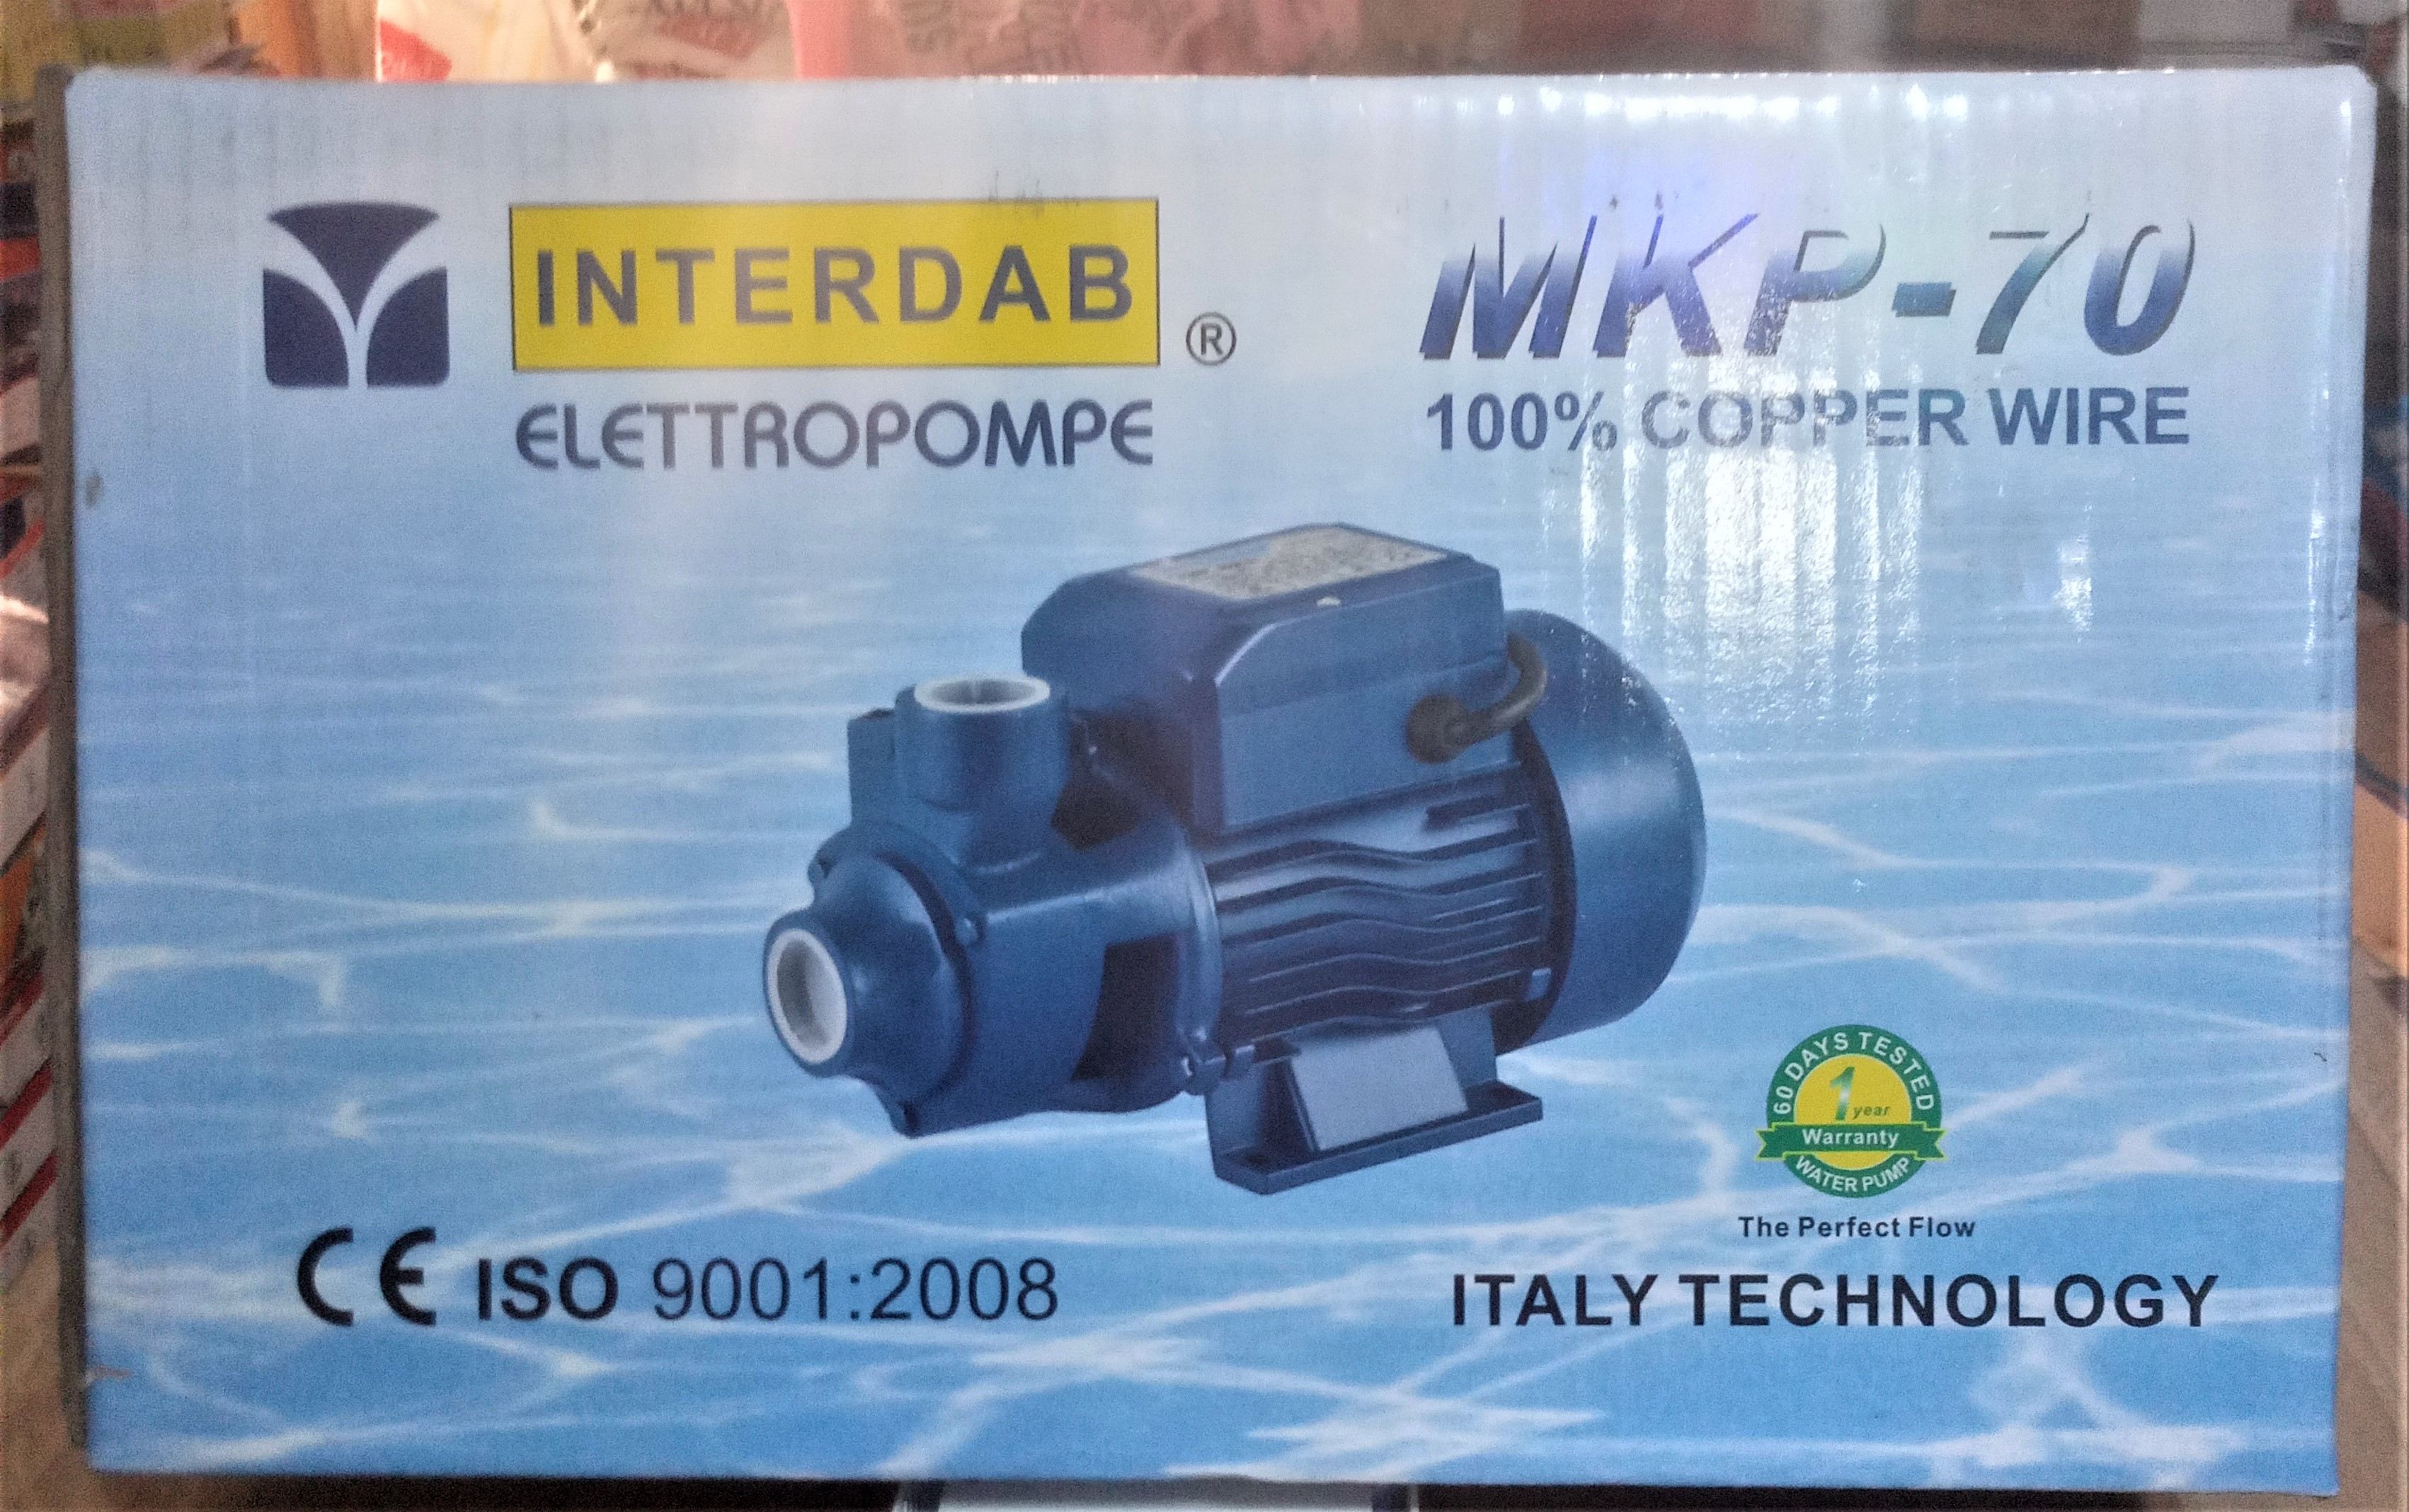 INTERDAB
®
ELETTROPOMPE
MKP-70
100% COPPER WIRE
60 DAYS TESTED
1 year
Warranty
WATER PUMP
The Perfect Flow
CE ISO 9001:2008
ITALY TECHNOLOGY